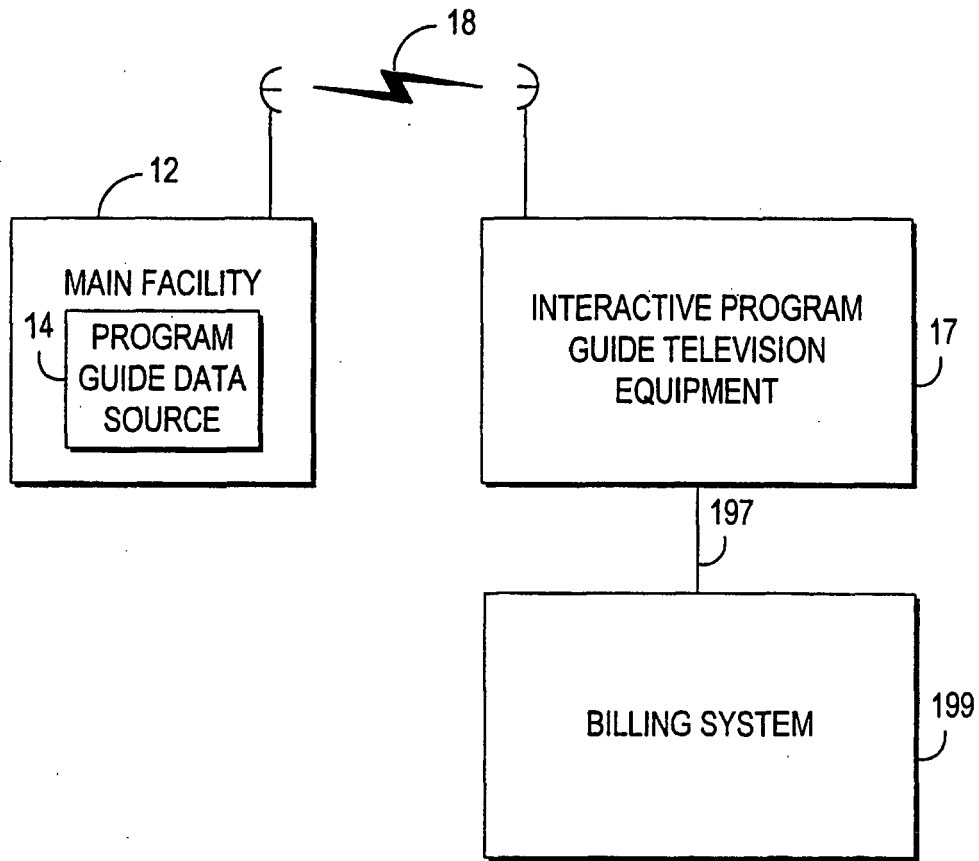 18
12
MAIN FACILITY
14
PROGRAM
GUIDE DATA
SOURCE
INTERACTIVE PROGRAM
GUIDE TELEVISION
EQUIPMENT
17
197
BILLING SYSTEM
199